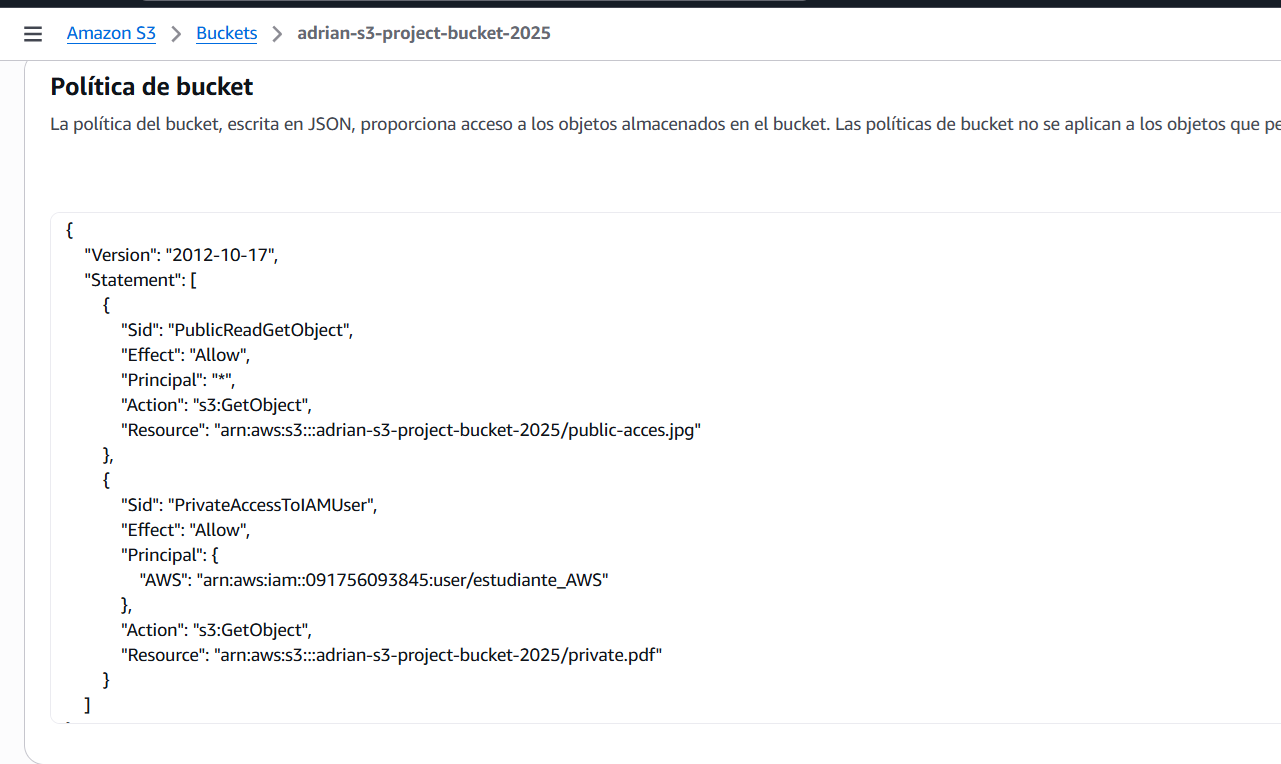 Amazon S3 > Buckets > adrian-s3-project-bucket-2025
Política de bucket
La política del bucket, escrita en JSON, proporciona acceso a los objetos almacenados en el bucket. Las políticas de bucket no se aplican a los objetos que pe
{
"Version": "2012-10-17",
"Statement": [
{
"Sid": "PublicReadGetObject",
"Effect": "Allow",
"Principal": "*",
"Action": "s3:GetObject",
"Resource": "arn:aws:s3:::adrian-s3-project-bucket-2025/public-acces.jpg"
},
{
"Sid": "PrivateAccessToIAMUser",
"Effect": "Allow",
"Principal": {
"AWS": "arn:aws:iam::091756093845:user/estudiante_AWS"
},
"Action": "s3:GetObject",
"Resource": "arn:aws:s3:::adrian-s3-project-bucket-2025/private.pdf"
}
]